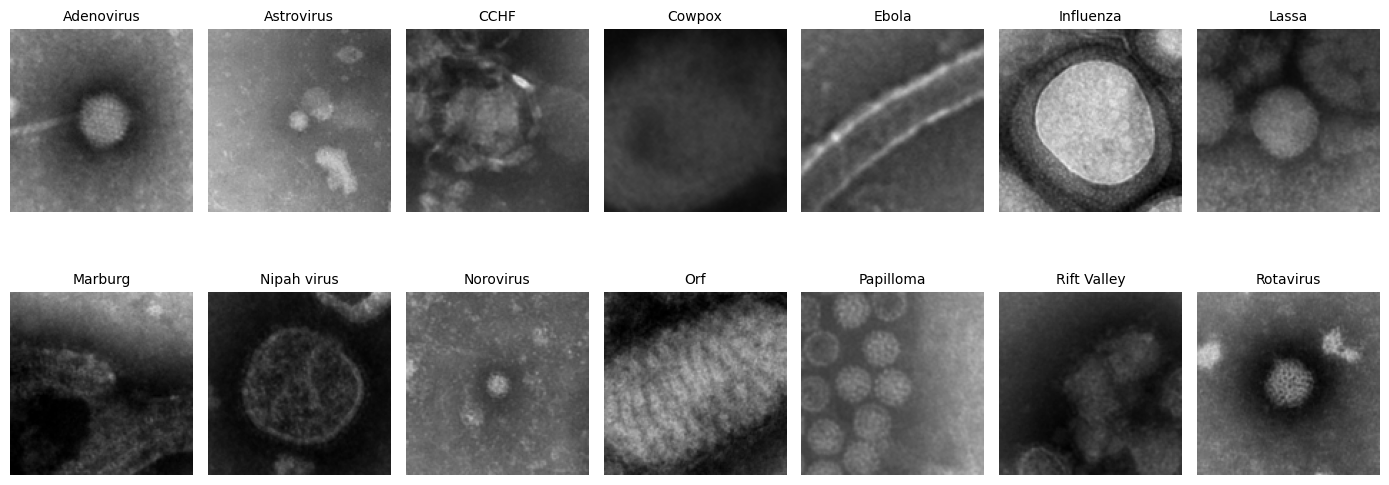 Adenovirus Astrovirus CCHF Cowpox Ebola Influenza Lassa
Marburg Nipah virus Norovirus Orf Papilloma Rift Valley Rotavirus